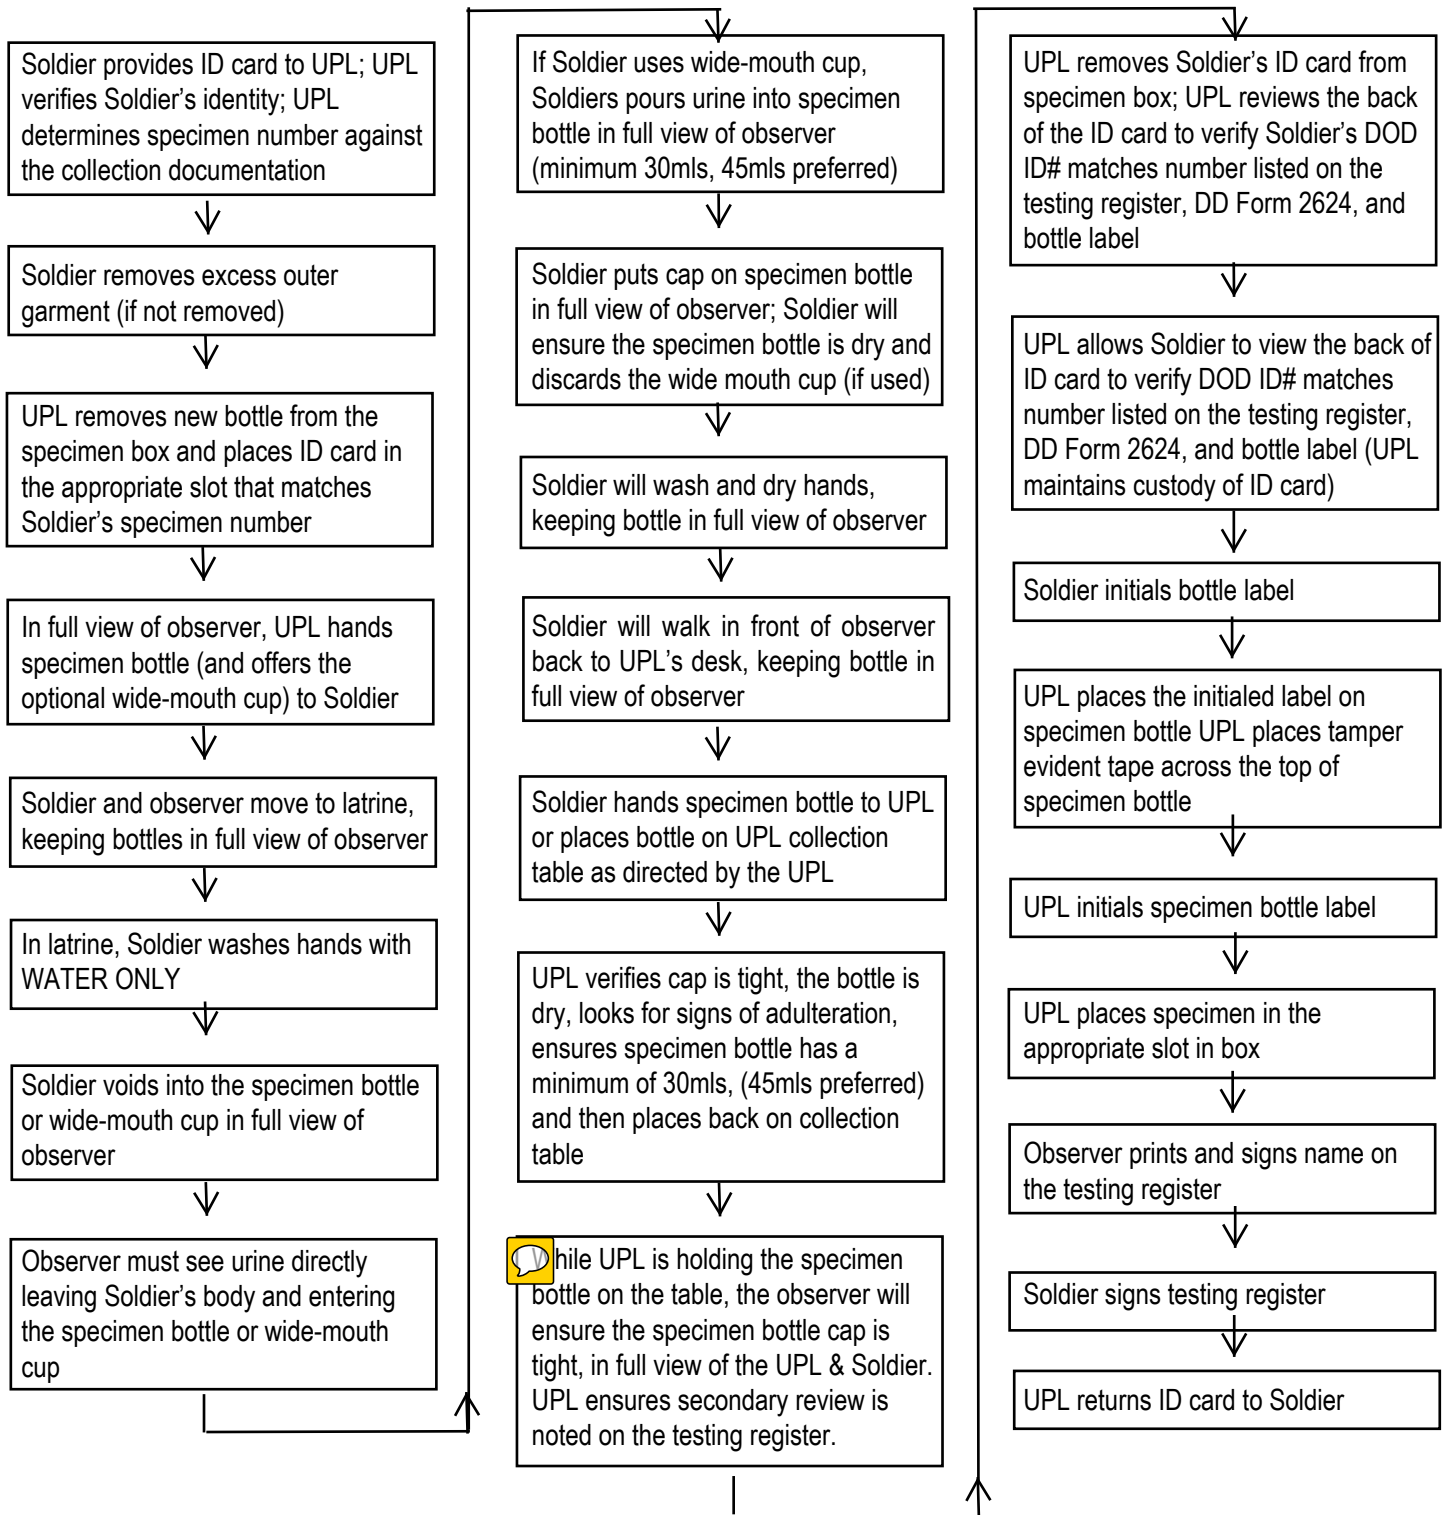 Soldier provides ID card to UPL; UPL
verifies Soldier's identity; UPL
determines specimen number against
the collection documentation
Soldier removes excess outer
garment (if not removed)
UPL removes new bottle from the
specimen box and places ID card in
the appropriate slot that matches
Soldier's specimen number
In full view of observer, UPL hands
specimen bottle (and offers the
optional wide-mouth cup) to Soldier
Soldier and observer move to latrine,
keeping bottles in full view of observer
In latrine, Soldier washes hands with
WATER ONLY
Soldier voids into the specimen bottle
or wide-mouth cup in full view of
observer
Observer must see urine directly
leaving Soldier's body and entering
the specimen bottle or wide-mouth
cup
If Soldier uses wide-mouth cup,
Soldiers pours urine into specimen
bottle in full view of observer
(minimum 30mls, 45mls preferred)
Soldier puts cap on specimen bottle
in full view of observer; Soldier will
ensure the specimen bottle is dry and
discards the wide mouth cup (if used)
Soldier will wash and dry hands,
keeping bottle in full view of observer
Soldier will walk in front of observer
back to UPL's desk, keeping bottle in
full view of observer
Soldier hands specimen bottle to UPL
or places bottle on UPL collection
table as directed by the UPL
UPL verifies cap is tight, the bottle is
dry, looks for signs of adulteration,
ensures specimen bottle has a
minimum of 30mls, (45mls preferred)
and then places back on collection
table
While UPL is holding the specimen
bottle on the table, the observer will
ensure the specimen bottle cap is
tight, in full view of the UPL & Soldier.
UPL ensures secondary review is
noted on the testing register.
UPL removes Soldier's ID card from
specimen box; UPL reviews the back
of the ID card to verify Soldier's DOD
ID# matches number listed on the
testing register, DD Form 2624, and
bottle label
UPL allows Soldier to view the back of
ID card to verify DOD ID# matches
number listed on the testing register,
DD Form 2624, and bottle label (UPL
maintains custody of ID card)
Soldier initials bottle label
UPL places the initialed label on
specimen bottle UPL places tamper
evident tape across the top of
specimen bottle
UPL initials specimen bottle label
UPL places specimen in the
appropriate slot in box
Observer prints and signs name on
the testing register
Soldier signs testing register
UPL returns ID card to Soldier